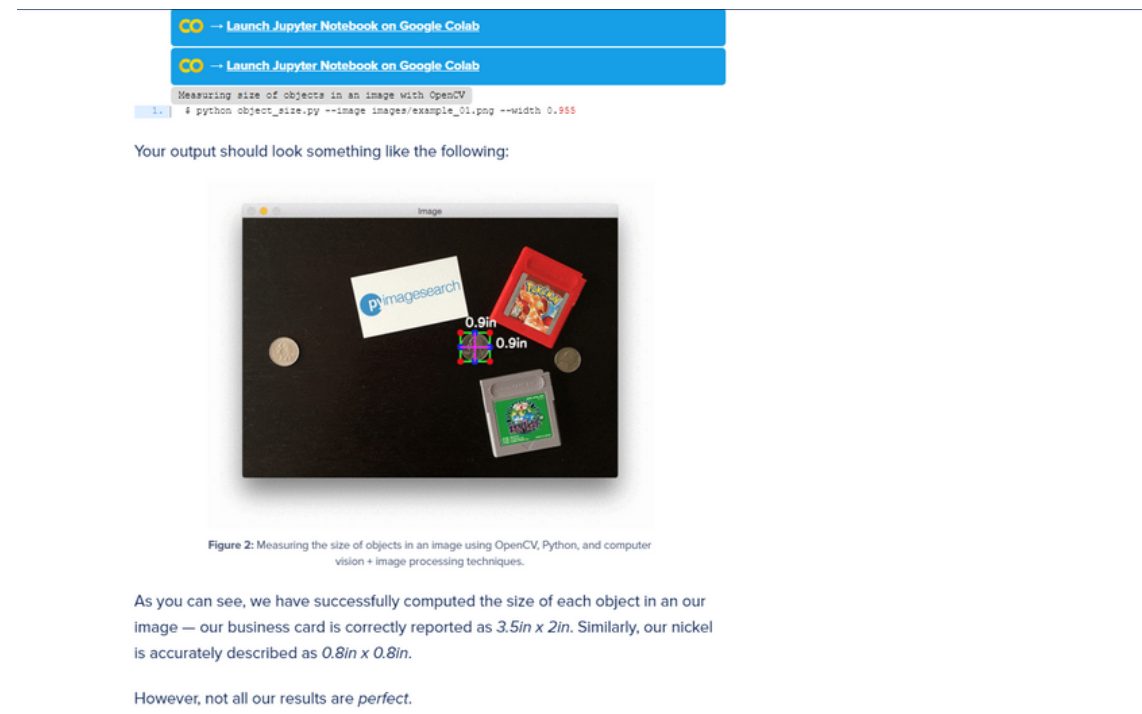 CO → Launch Jupyter Notebook on Google Colab
CO → Launch Jupyter Notebook on Google Colab
Measuring size of objects in an image with OpenCV
1. $ python object_size.py --image images/example_01.png --width 0.955
Your output should look something like the following:
Image
pyimagesearch
POKéMON
0.9in
0.9in
Figure 2: Measuring the size of objects in an image using OpenCV, Python, and computer
vision + image processing techniques.
As you can see, we have successfully computed the size of each object in an our
image — our business card is correctly reported as 3.5in x 2in. Similarly, our nickel
is accurately described as 0.8in x 0.8in.
However, not all our results are perfect.